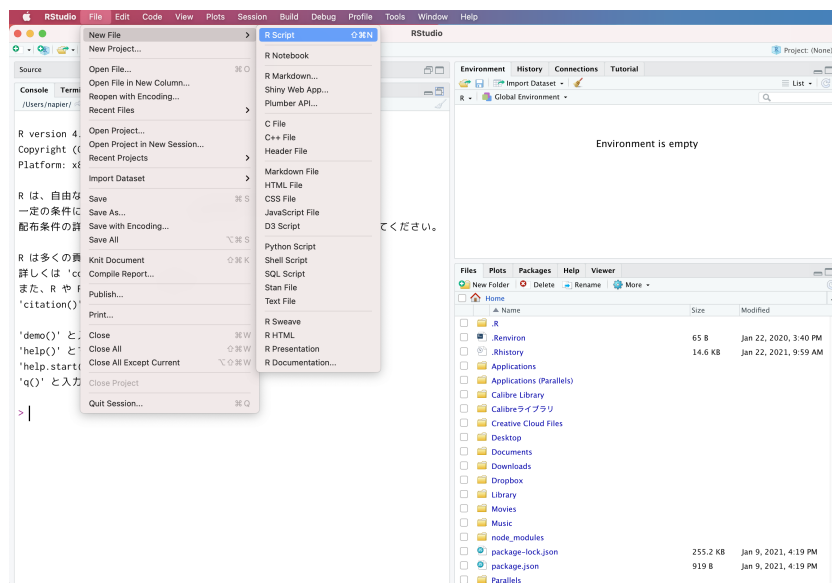 RStudio File Edit Code View Plots Session Build Debug Profile Tools Window Help
RStudio
Project: (None)
Source
Console
/Users/napier/
R version 4.
Platform: x8
R は、自由な
一定の条件に
配布条件の詳
てください。
R は多くの貢
詳しくは
また、R や
'citation()'
'demo()' と
'help()' と
'help.start(
'q()' と入力
>
New File
New Project...
Open File... ⌘O
Open File in New Column...
Reopen with Encoding...
Recent Files
Open Project...
Open Project in New Session...
Recent Projects
Import Dataset
Save ⌘S
Save As...
Save with Encoding...
Save All ⌥⌘S
Knit Document ⇧⌘K
Compile Report...
Publish...
Print...
Close ⌘W
Close All ⇧⌘W
Close All Except Current ⌥⇧⌘W
Close Project
Quit Session... ⌘Q
R Script ⇧⌘N
R Notebook
R Markdown...
Shiny Web App...
Plumber API...
C File
C++ File
Header File
Markdown File
HTML File
CSS File
JavaScript File
D3 Script
Python Script
Shell Script
SQL Script
Stan File
Text File
R Sweave
R HTML
R Presentation
R Documentation...
Environment History Connections Tutorial
Import Dataset List
R Global Environment
Environment is empty
Files Plots Packages Help Viewer
New Folder Delete Rename More
Home
Name Size Modified
.R
.Renviron 65 B Jan 22, 2020, 3:40 PM
.Rhistory 14.6 KB Jan 22, 2021, 9:59 AM
Applications
Applications (Parallels)
Calibre Library
Calibreライブラリ
Creative Cloud Files
Desktop
Documents
Downloads
Dropbox
Library
Movies
Music
node_modules
package-lock.json 255.2 KB Jan 9, 2021, 4:19 PM
package.json 919 B Jan 9, 2021, 4:19 PM
Parallels